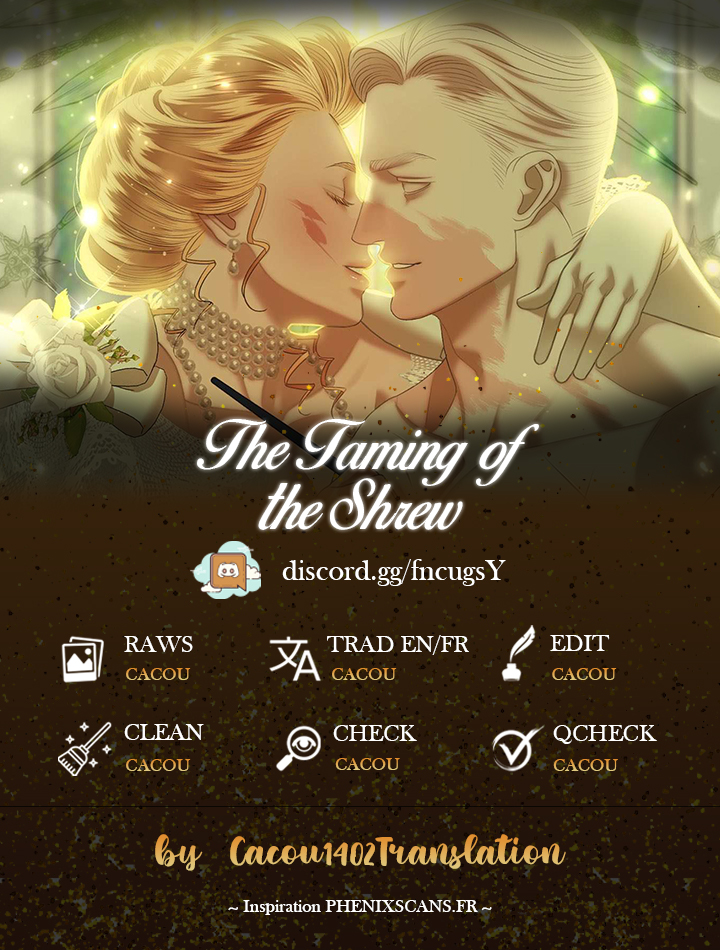 The Taming of
the Shrew
discord.gg/fncugsY
RAWS
CACOU
TRAD EN/FR
CACOU
EDIT
CACOU
CLEAN
CACOU
CHECK
CACOU
QCHECK
CACOU
by Cacou1402Translation
~ Inspiration PHENIXSCANS.FR ~